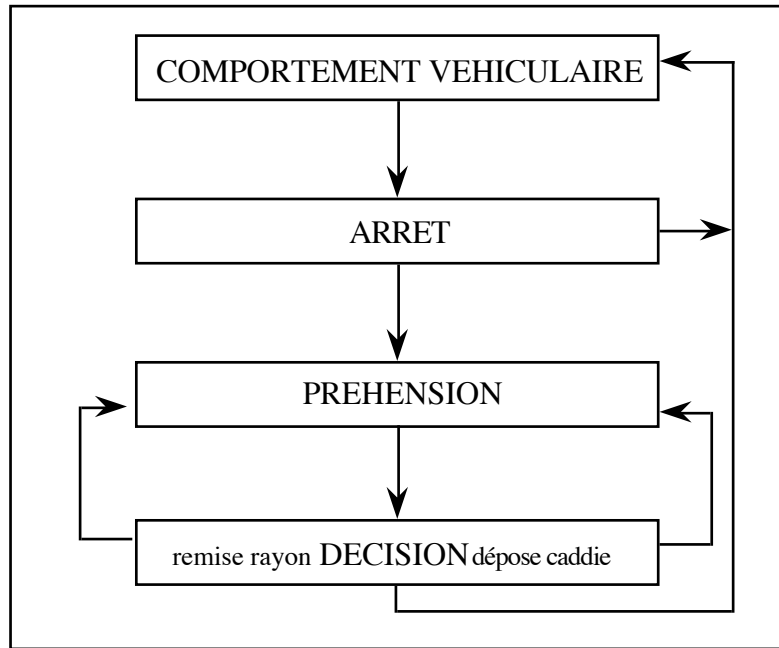 COMPORTEMENT VEHICULAIRE
ARRET
PREHENSION
remise rayon DECISION dépose caddie